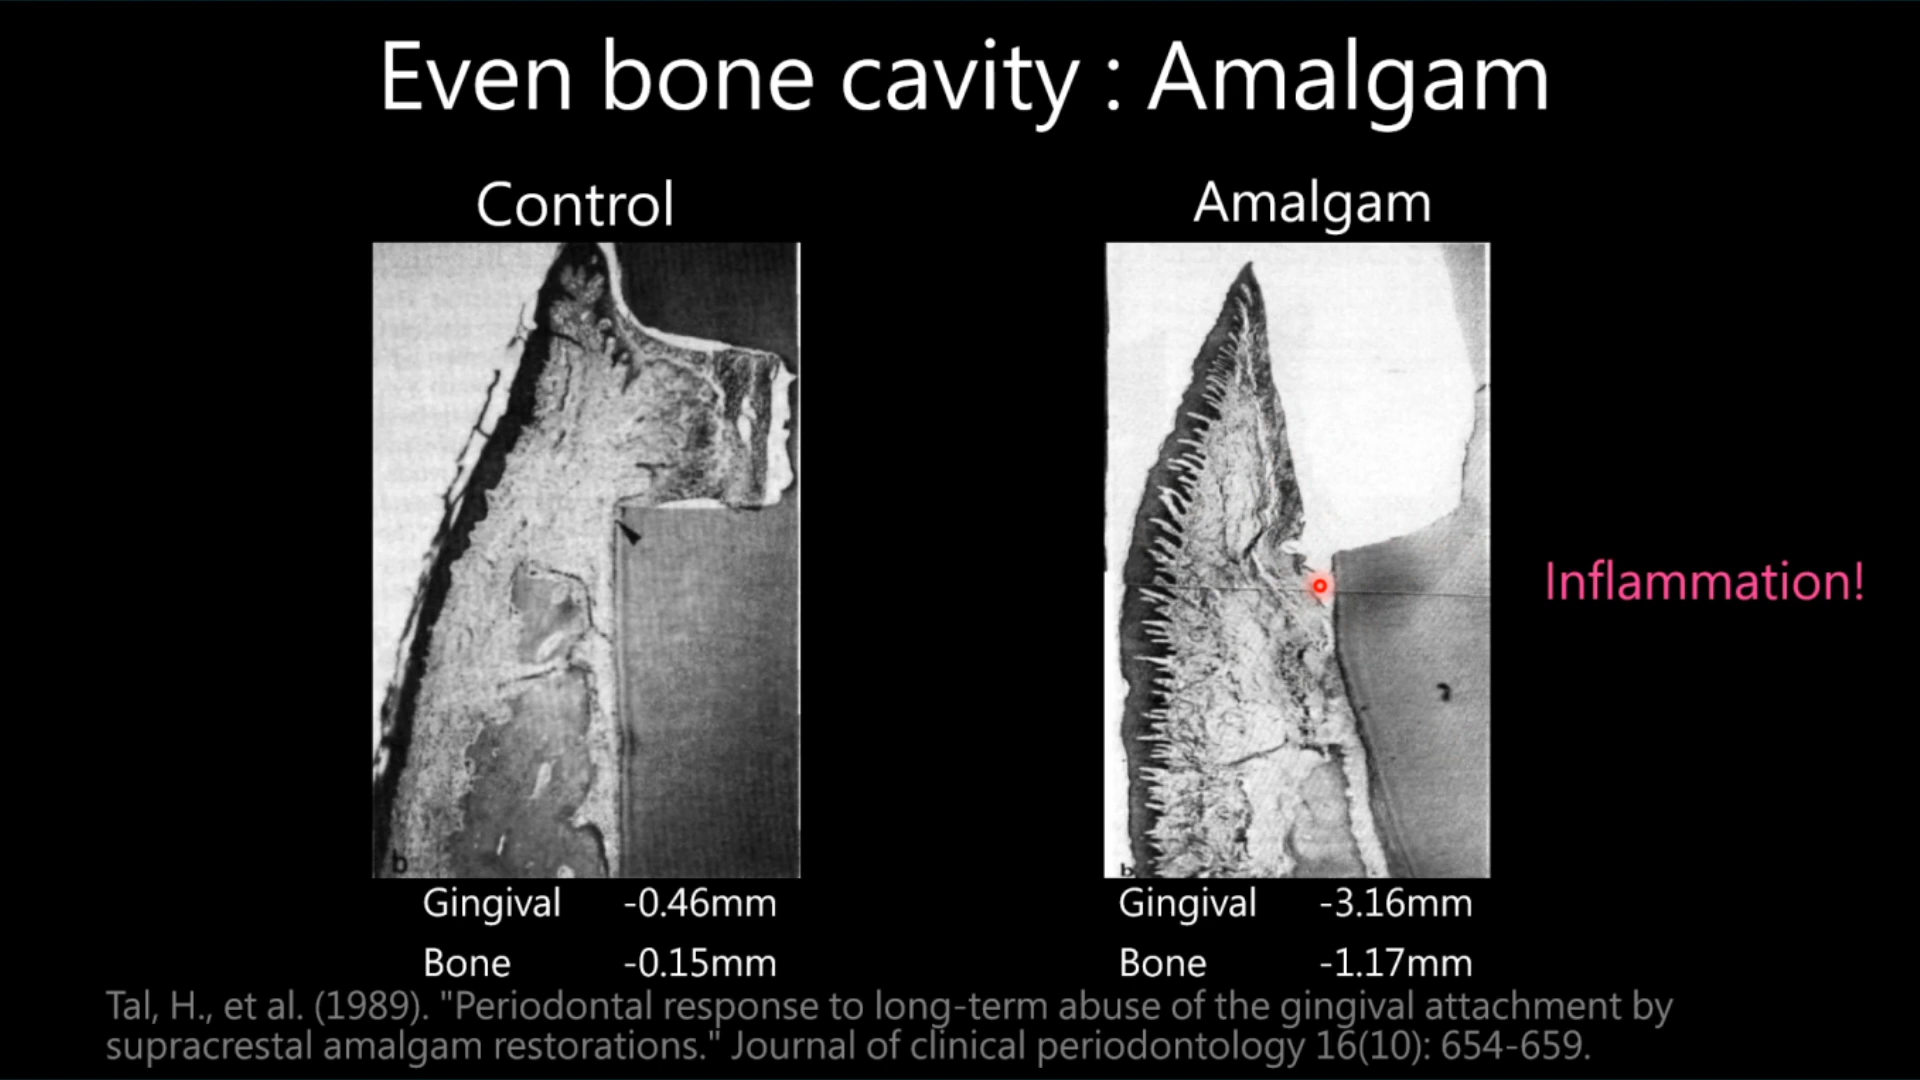 Even bone cavity : Amalgam
Control
Amalgam
Inflammation!
b
b
Gingival -0.46mm
Bone -0.15mm
Gingival -3.16mm
Bone -1.17mm
Tal, H., et al. (1989). "Periodontal response to long-term abuse of the gingival attachment by
supracrestal amalgam restorations." Journal of clinical periodontology 16(10): 654-659.